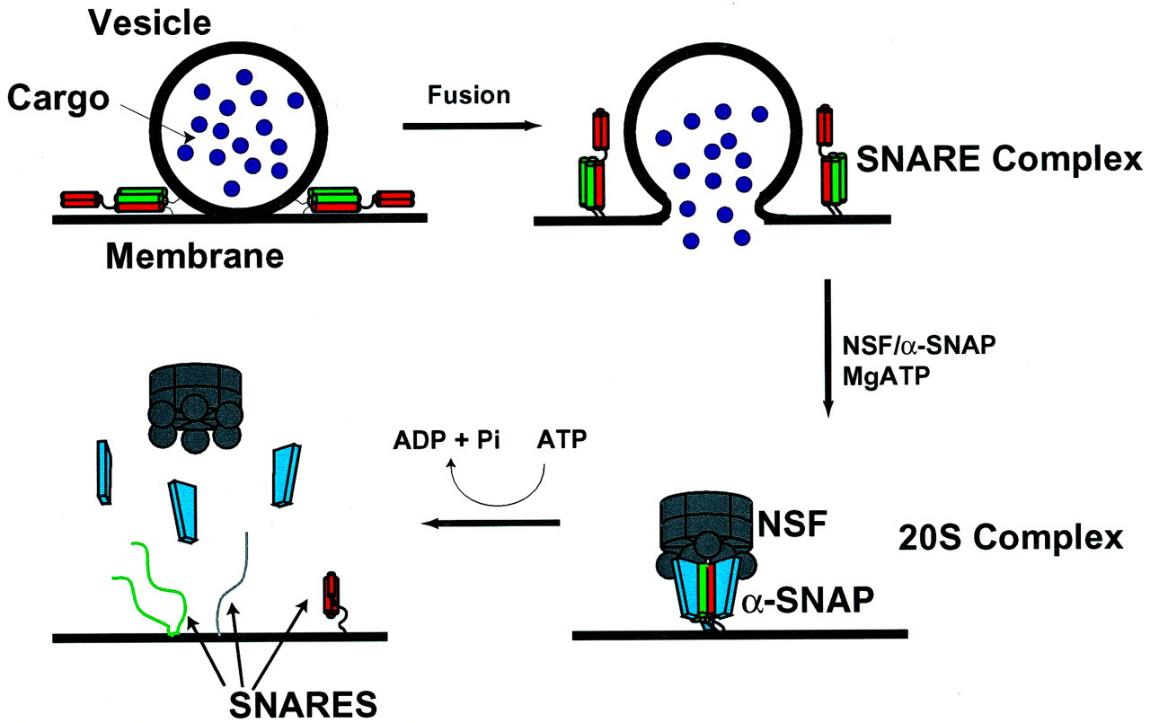 Vesicle
Cargo
Fusion
SNARE Complex
Membrane
NSF/α-SNAP
MgATP
ADP + Pi ATP
NSF
20S Complex
α-SNAP
SNARES